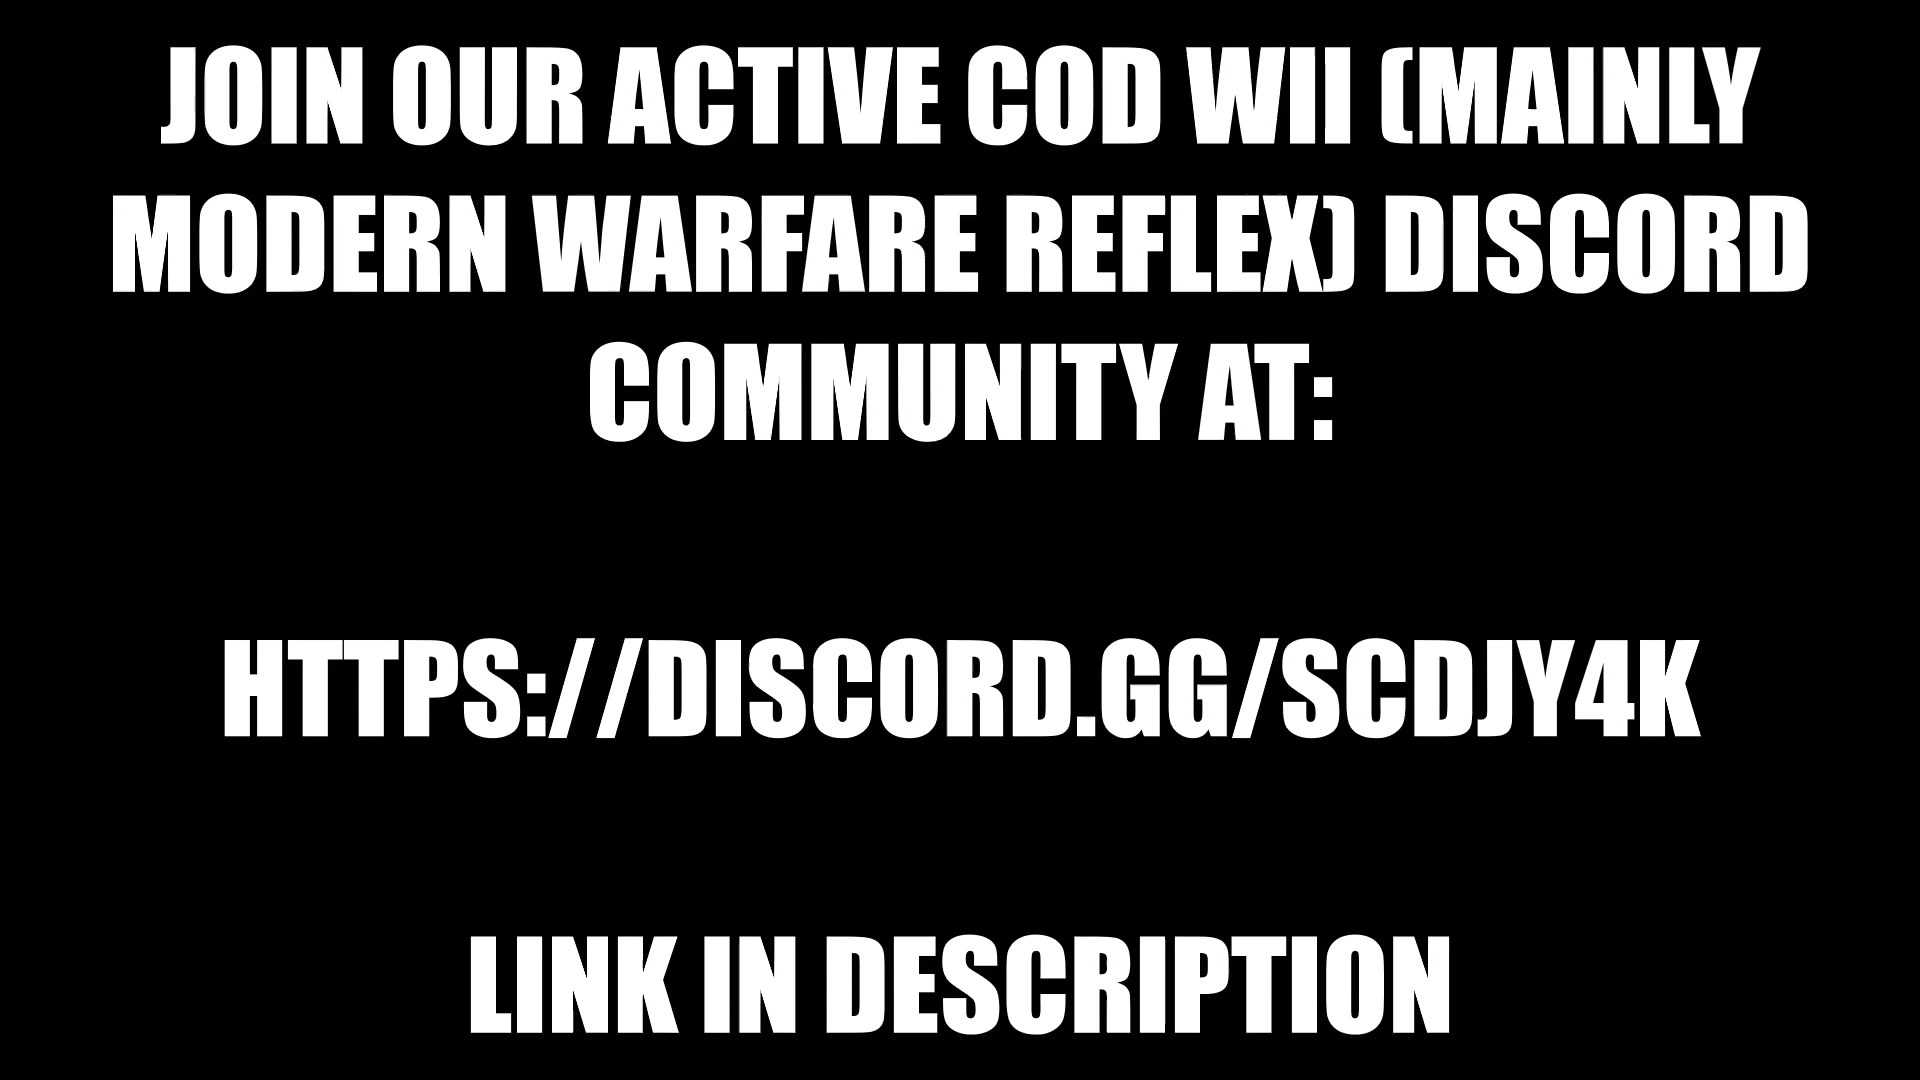 JOIN OUR ACTIVE COD WII (MAINLY
MODERN WARFARE REFLEX) DISCORD
COMMUNITY AT:
HTTPS://DISCORD.GG/SCDJY4K
LINK IN DESCRIPTION